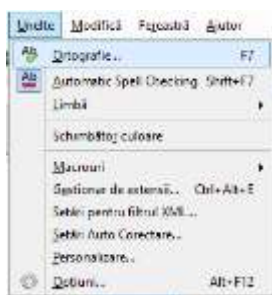 Unelte Modifică Fereastră Ajutor
Ortografie... F7
Automatic Spell Checking Shift+F7
Limbă
Schimbător culoare
Macrouri
Gestionar de extensii... Ctrl+Alt+E
Setări pentru filtrul XML...
Setări Auto Corectare...
Personalizare...
Opțiuni... Alt+F12